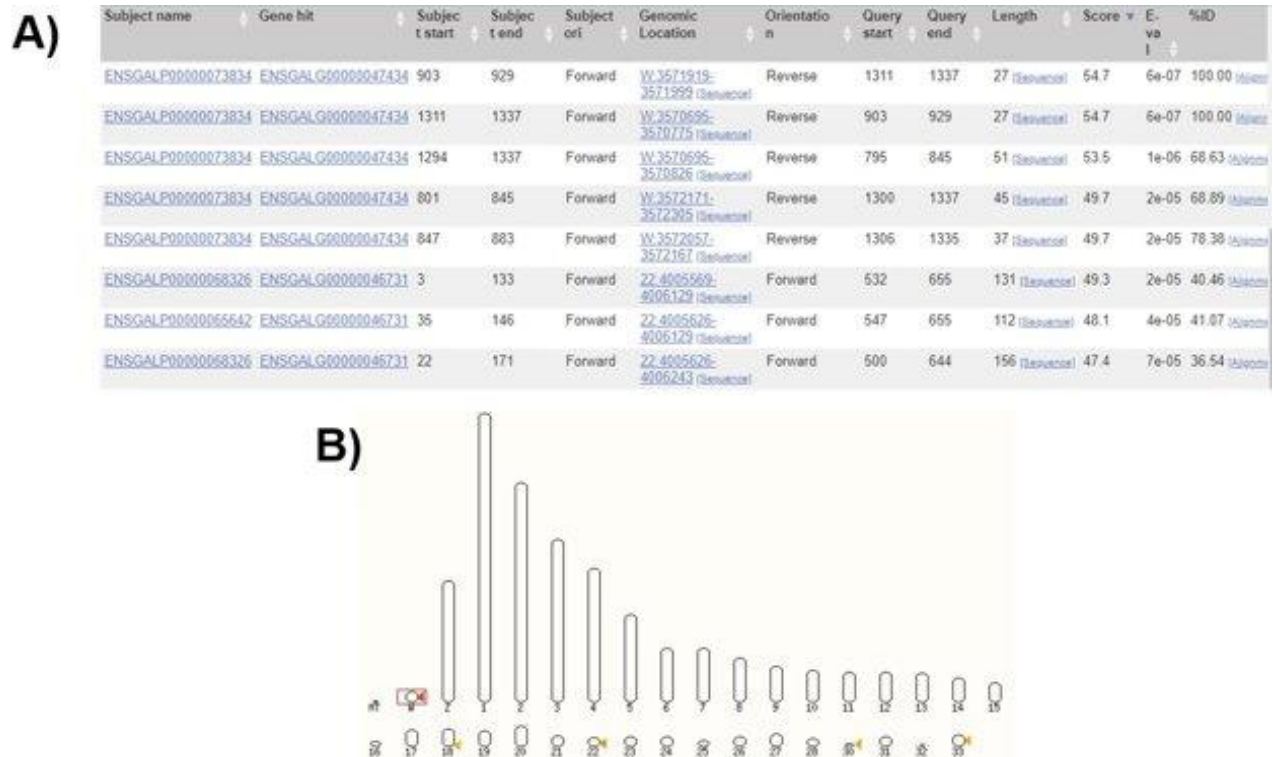 A)
Subject name Gene hit Subjec t start Subjec t end Subject ori Genomic Location Orientatio n Query start Query end Length Score E- va l %ID
ENSGALP00000073834 ENSGALG00000047434 903 929 Forward W:3571919- Reverse 1311 1337 27 [Sequence] 54.7 6e-07 100.00
3571999 [Sequence]
ENSGALP00000073834 ENSGALG00000047434 1311 1337 Forward W:3570695- Reverse 903 929 27 [Sequence] 54.7 6e-07 100.00
3570775 [Sequence]
ENSGALP00000073834 ENSGALG00000047434 1294 1337 Forward W:3570695- Reverse 795 845 51 [Sequence] 53.5 1e-06 68.63
3570826 [Sequence]
ENSGALP00000073834 ENSGALG00000047434 801 845 Forward W:3572171- Reverse 1300 1337 45 [Sequence] 49.7 2e-05 68.89
3572305 [Sequence]
ENSGALP00000073834 ENSGALG00000047434 847 883 Forward W:3572057- Reverse 1306 1335 37 [Sequence] 49.7 2e-05 78.38
3572167 [Sequence]
ENSGALP00000068326 ENSGALG00000046731 3 133 Forward 22:4005569- Forward 532 655 131 [Sequence] 49.3 2e-05 40.46
4006129 [Sequence]
ENSGALP00000065642 ENSGALG00000046731 35 146 Forward 22:4005626- Forward 547 655 112 [Sequence] 48.1 4e-05 41.07
4006129 [Sequence]
ENSGALP00000068326 ENSGALG00000046731 22 171 Forward 22:4005626- Forward 500 644 156 [Sequence] 47.4 7e-05 36.54
4006243 [Sequence]
B)
W Z 1 2 3 4 5 6 7 8 9 10 11 12 13 14 15
16 17 18 19 20 21 22 23 24 25 26 27 28 30 31 32 33